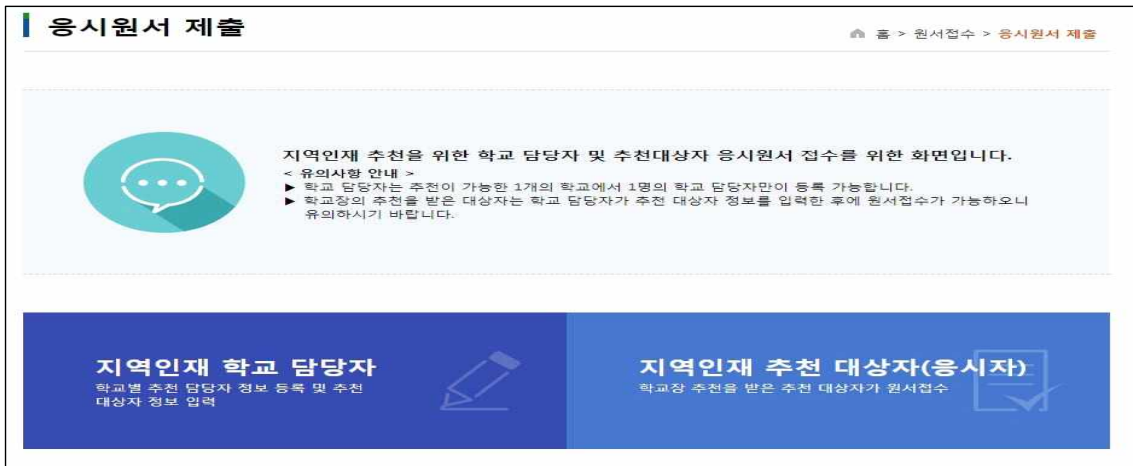 응시원서 제출
홈 > 원서접수 > 응시원서 제출
지역인재 추천을 위한 학교 담당자 및 추천대상자 응시원서 접수를 위한 화면입니다.
< 유의사항 안내 >
▶ 학교 담당자는 추천이 가능한 1개의 학교에서 1명의 학교 담당자만이 등록 가능합니다.
▶ 학교장의 추천을 받은 대상자는 학교 담당자가 추천 대상자 정보를 입력한 후에 원서접수가 가능하오니
유의하시기 바랍니다.
지역인재 학교 담당자
학교별 추천 담당자 정보 등록 및 추천
대상자 정보 입력
지역인재 추천 대상자(응시자)
학교장 추천을 받은 추천 대상자가 원서접수